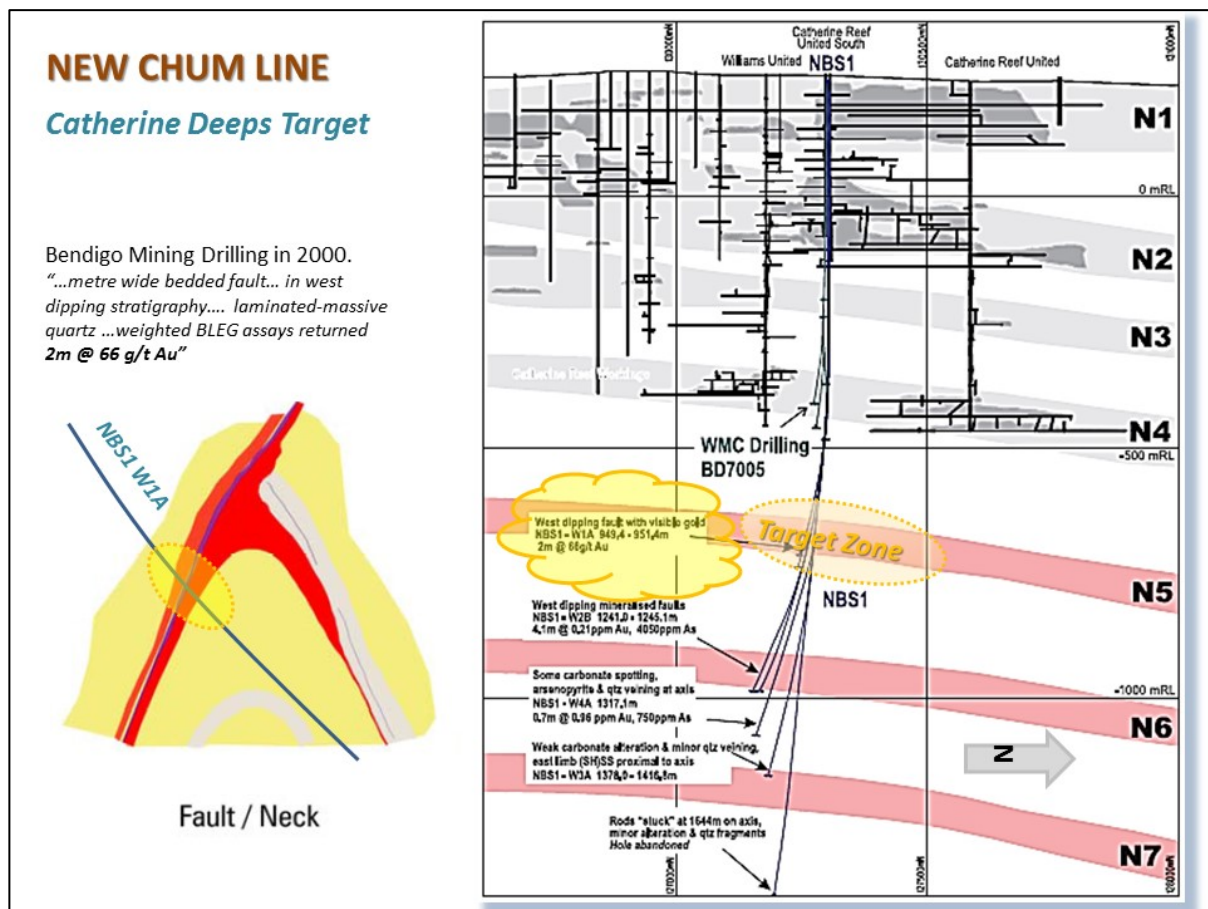 NEW CHUM LINE
Catherine Deeps Target
Bendigo Mining Drilling in 2000.
“…metre wide bedded fault… in west
dipping stratigraphy…. laminated-massive
quartz …weighted BLEG assays returned
2m @ 66 g/t Au”
NBS1 W1A
Fault / Neck
Catherine Reef
United South
Williams United
NBS1
Catherine Reef United
N1
0 mRL
N2
N3
N4
WMC Drilling
BD7005
-500 mRL
West dipping fault with visible gold
NBS1 - W1A 949.4 - 951.4m
2m @ 66g/t Au
Target Zone
N5
NBS1
West dipping mineralised faults
NBS1 - W2B 1241.0 - 1245.1m
4.1m @ 0.21ppm Au, 4050ppm As
-1000 mRL
Some carbonate spotting,
arsenopyrite & qtz veining at axis
NBS1 - W4A 1317.1m
0.7m @ 0.96 ppm Au, 750ppm As
N6
N
Weak carbonate alteration & minor qtz veining,
east limb (SH)SS proximal to axis
NBS1 - W3A 1378.0 - 1416.8m
Rods "stuck" at 1644m on axis,
minor alteration & qtz fragments
Hole abandoned
N7